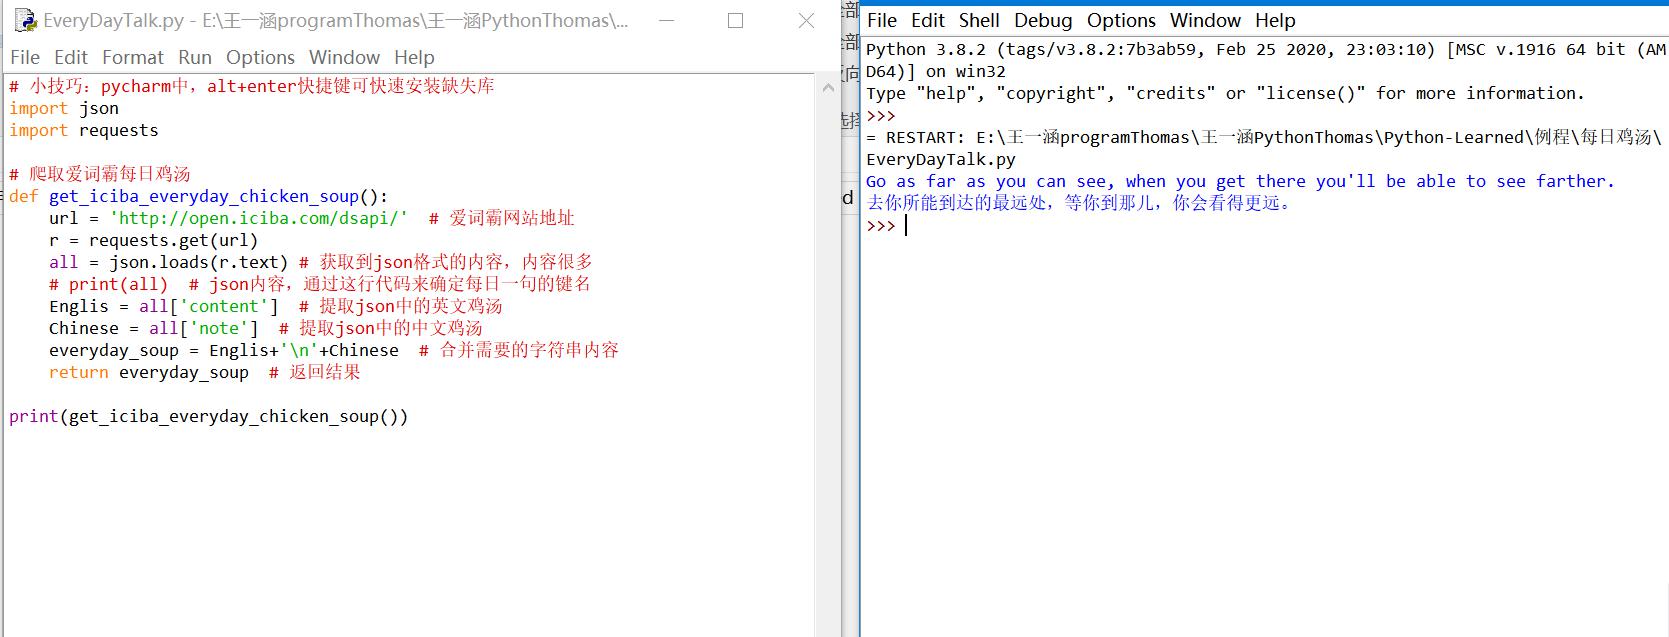 EveryDayTalk.py - E:\王一涵programThomas\王一涵PythonThomas\...
File Edit Format Run Options Window Help
# 小技巧：pycharm中，alt+enter快捷键可快速安装缺失库
import json
import requests
# 爬取爱词霸每日鸡汤
def get_iciba_everyday_chicken_soup():
    url = 'http://open.iciba.com/dsapi/'  # 爱词霸网站地址
    r = requests.get(url)
    all = json.loads(r.text) # 获取到json格式的内容，内容很多
    # print(all)  # json内容，通过这行代码来确定每日一句的键名
    Englis = all['content']  # 提取json中的英文鸡汤
    Chinese = all['note']  # 提取json中的中文鸡汤
    everyday_soup = Englis+'\n'+Chinese  # 合并需要的字符串内容
    return everyday_soup  # 返回结果
print(get_iciba_everyday_chicken_soup())
全部
全部
反向
选择
d
File Edit Shell Debug Options Window Help
Python 3.8.2 (tags/v3.8.2:7b3ab59, Feb 25 2020, 23:03:10) [MSC v.1916 64 bit (AM
D64)] on win32
Type "help", "copyright", "credits" or "license()" for more information.
>>>
= RESTART: E:\王一涵programThomas\王一涵PythonThomas\Python-Learned\例程\每日鸡汤\
EveryDayTalk.py
Go as far as you can see, when you get there you'll be able to see farther.
去你所能到达的最远处，等你到那儿，你会看得更远。
>>>